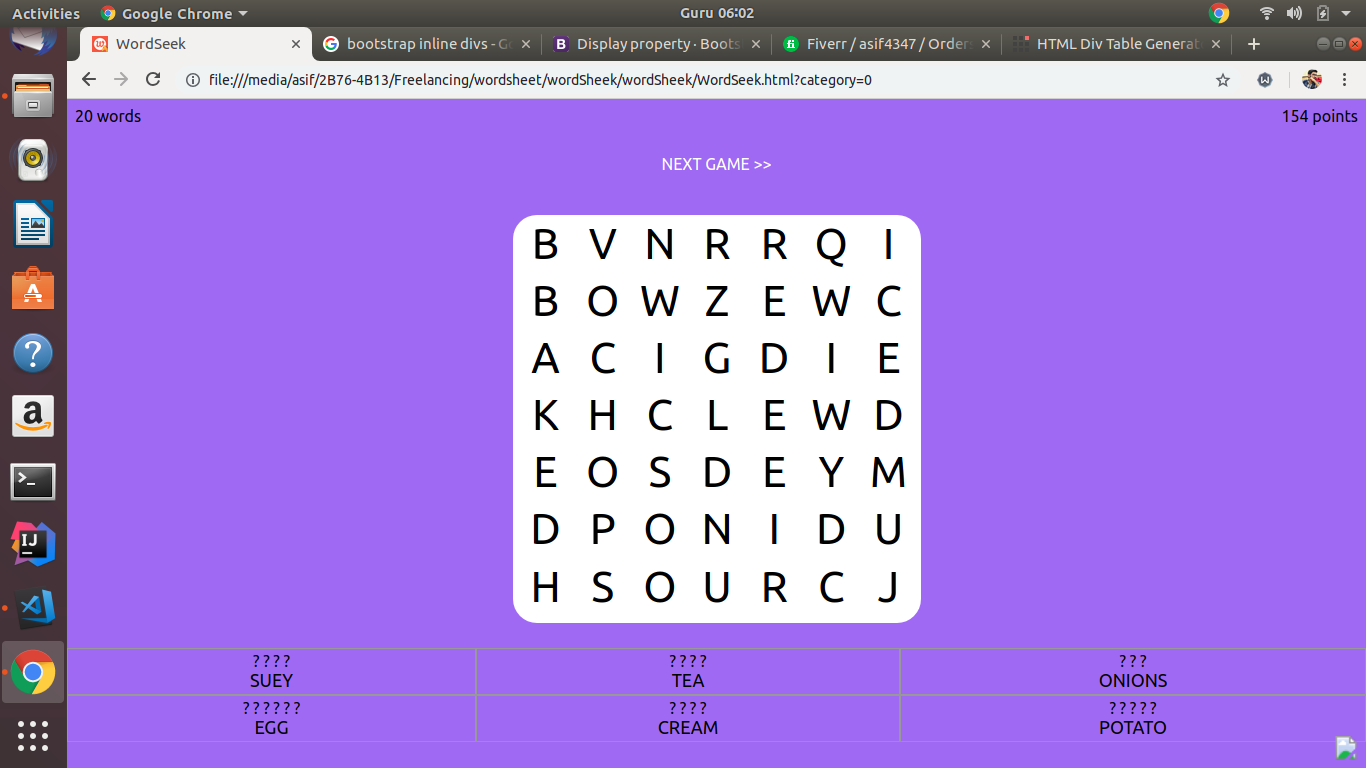 Activities Google Chrome Guru 06:02
WordSeek bootstrap inline divs - Go Display property · Boots Fiverr / asif4347 / Orders HTML Div Table Generat
file:///media/asif/2B76-4B13/Freelancing/wordsheet/wordSheek/wordSheek/WordSeek.html?category=0
20 words 154 points
NEXT GAME >>
B V N R R Q I
B O W Z E W C
A C I G D I E
K H C L E W D
E O S D E Y M
D P O N I D U
H S O U R C J
???? ???? ???
SUEY TEA ONIONS
?????? ???? ?????
EGG CREAM POTATO